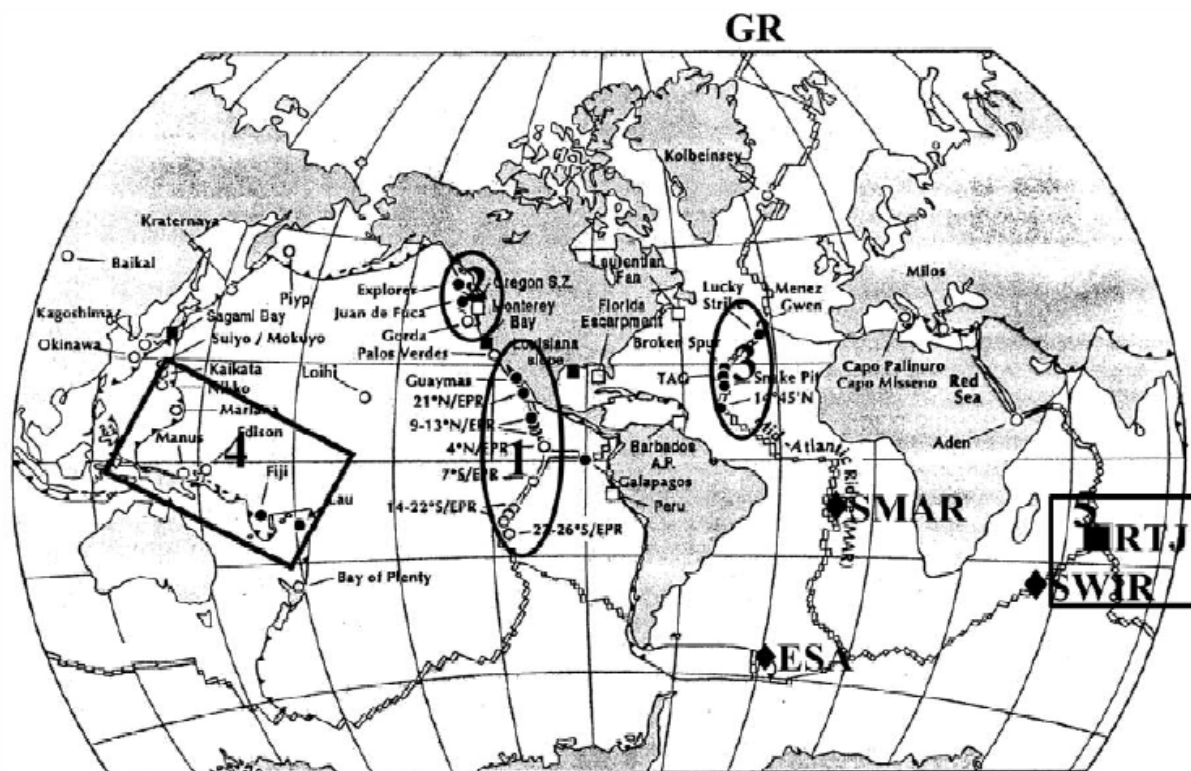 GR
Kolbeinsey
Kraternaya
Baikal
Piyp
Explorer
Oregon S.Z.
Juan de Fuca
Monterey
Bay
Gorda
Palos Verdes
2
Laurentian
Fan
Florida
Escarpment
Louisiana
slope
Lucky
Strike
Menez
Gwen
Broken Spur
TAG
Snake Pit
14°45'N
3
Milos
Capo Palinuro
Capo Misseno
Red
Sea
Aden
Kagoshima
Sagami Bay
Okinawa
Suiyo / Mokuyo
Kaikata
Nikko
Loihi
Mariana
Manus
Edison
4
Fiji
Lau
Bay of Plenty
Guaymas
21°N/EPR
9-13°N/EPR
4°N/EPR
1
7°S/EPR
14-22°S/EPR
Barbados
A.P.
Galapagos
Peru
Mid-Atlantic Ridge (MAR)
SMAR
5
RTJ
SWIR
ESA